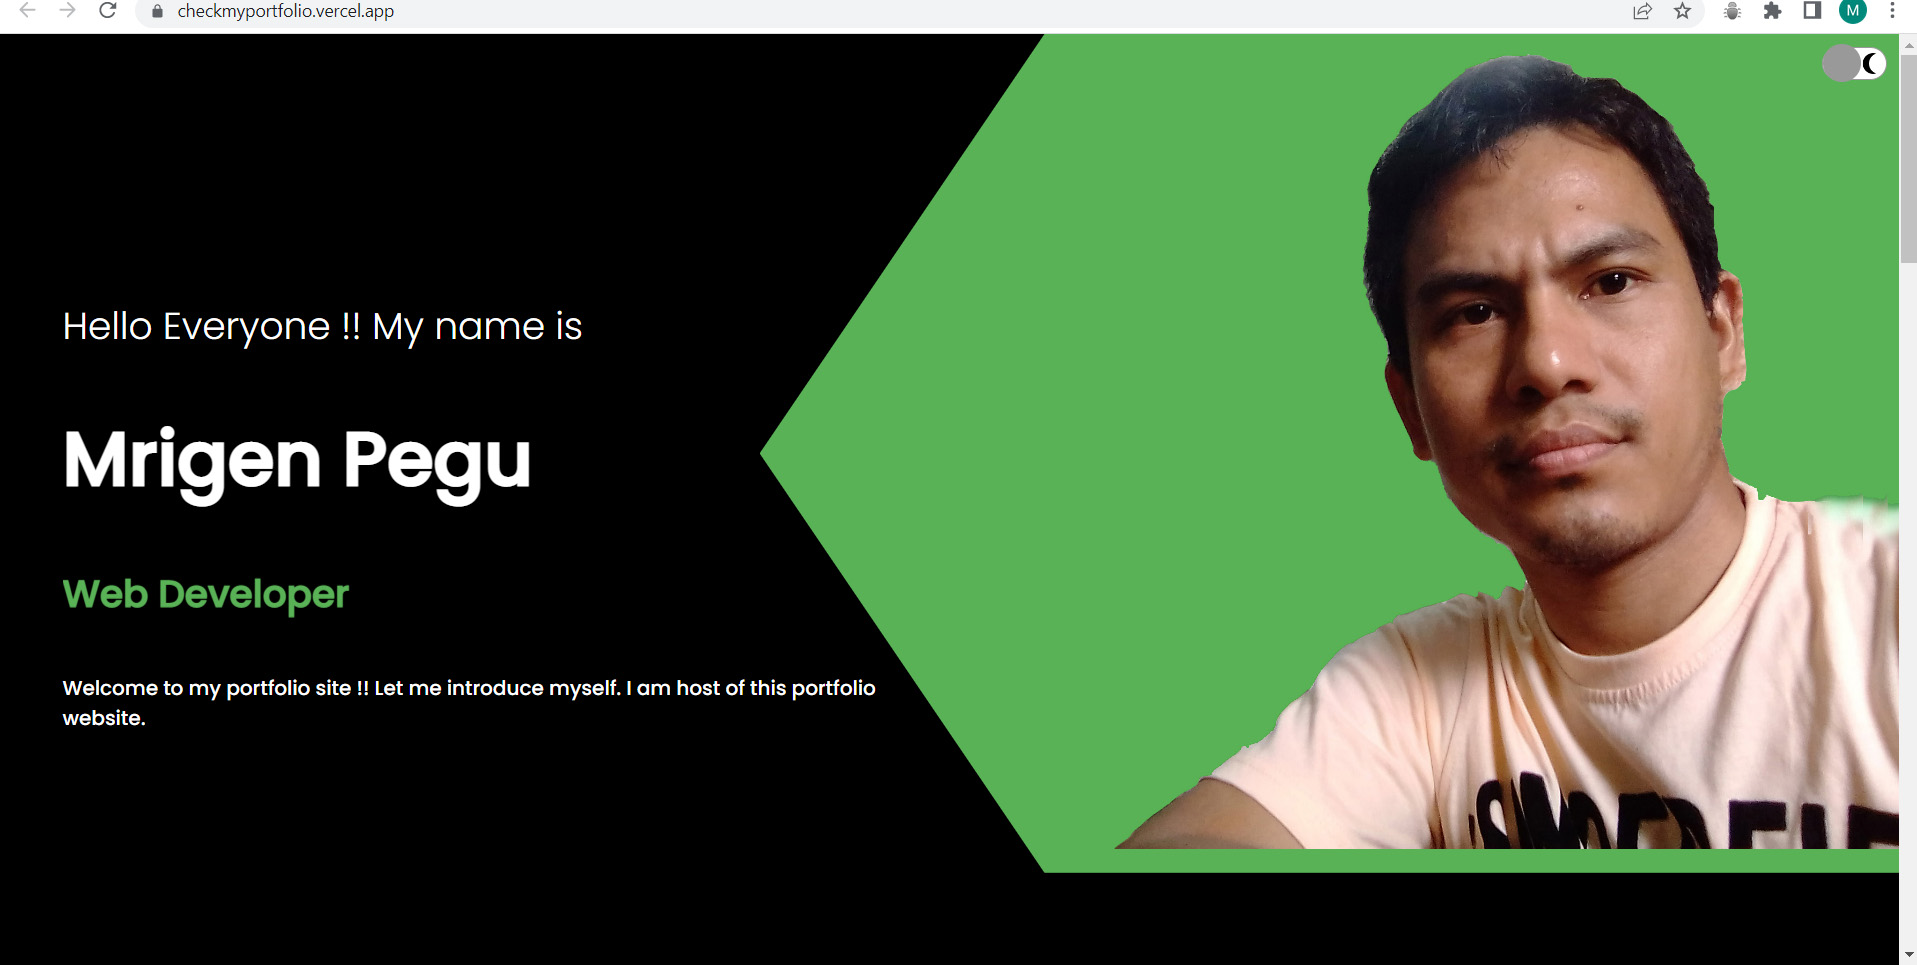 checkmyportfolio.vercel.app
M
Hello Everyone !! My name is
Mrigen Pegu
Web Developer
Welcome to my portfolio site !! Let me introduce myself. I am host of this portfolio
website.